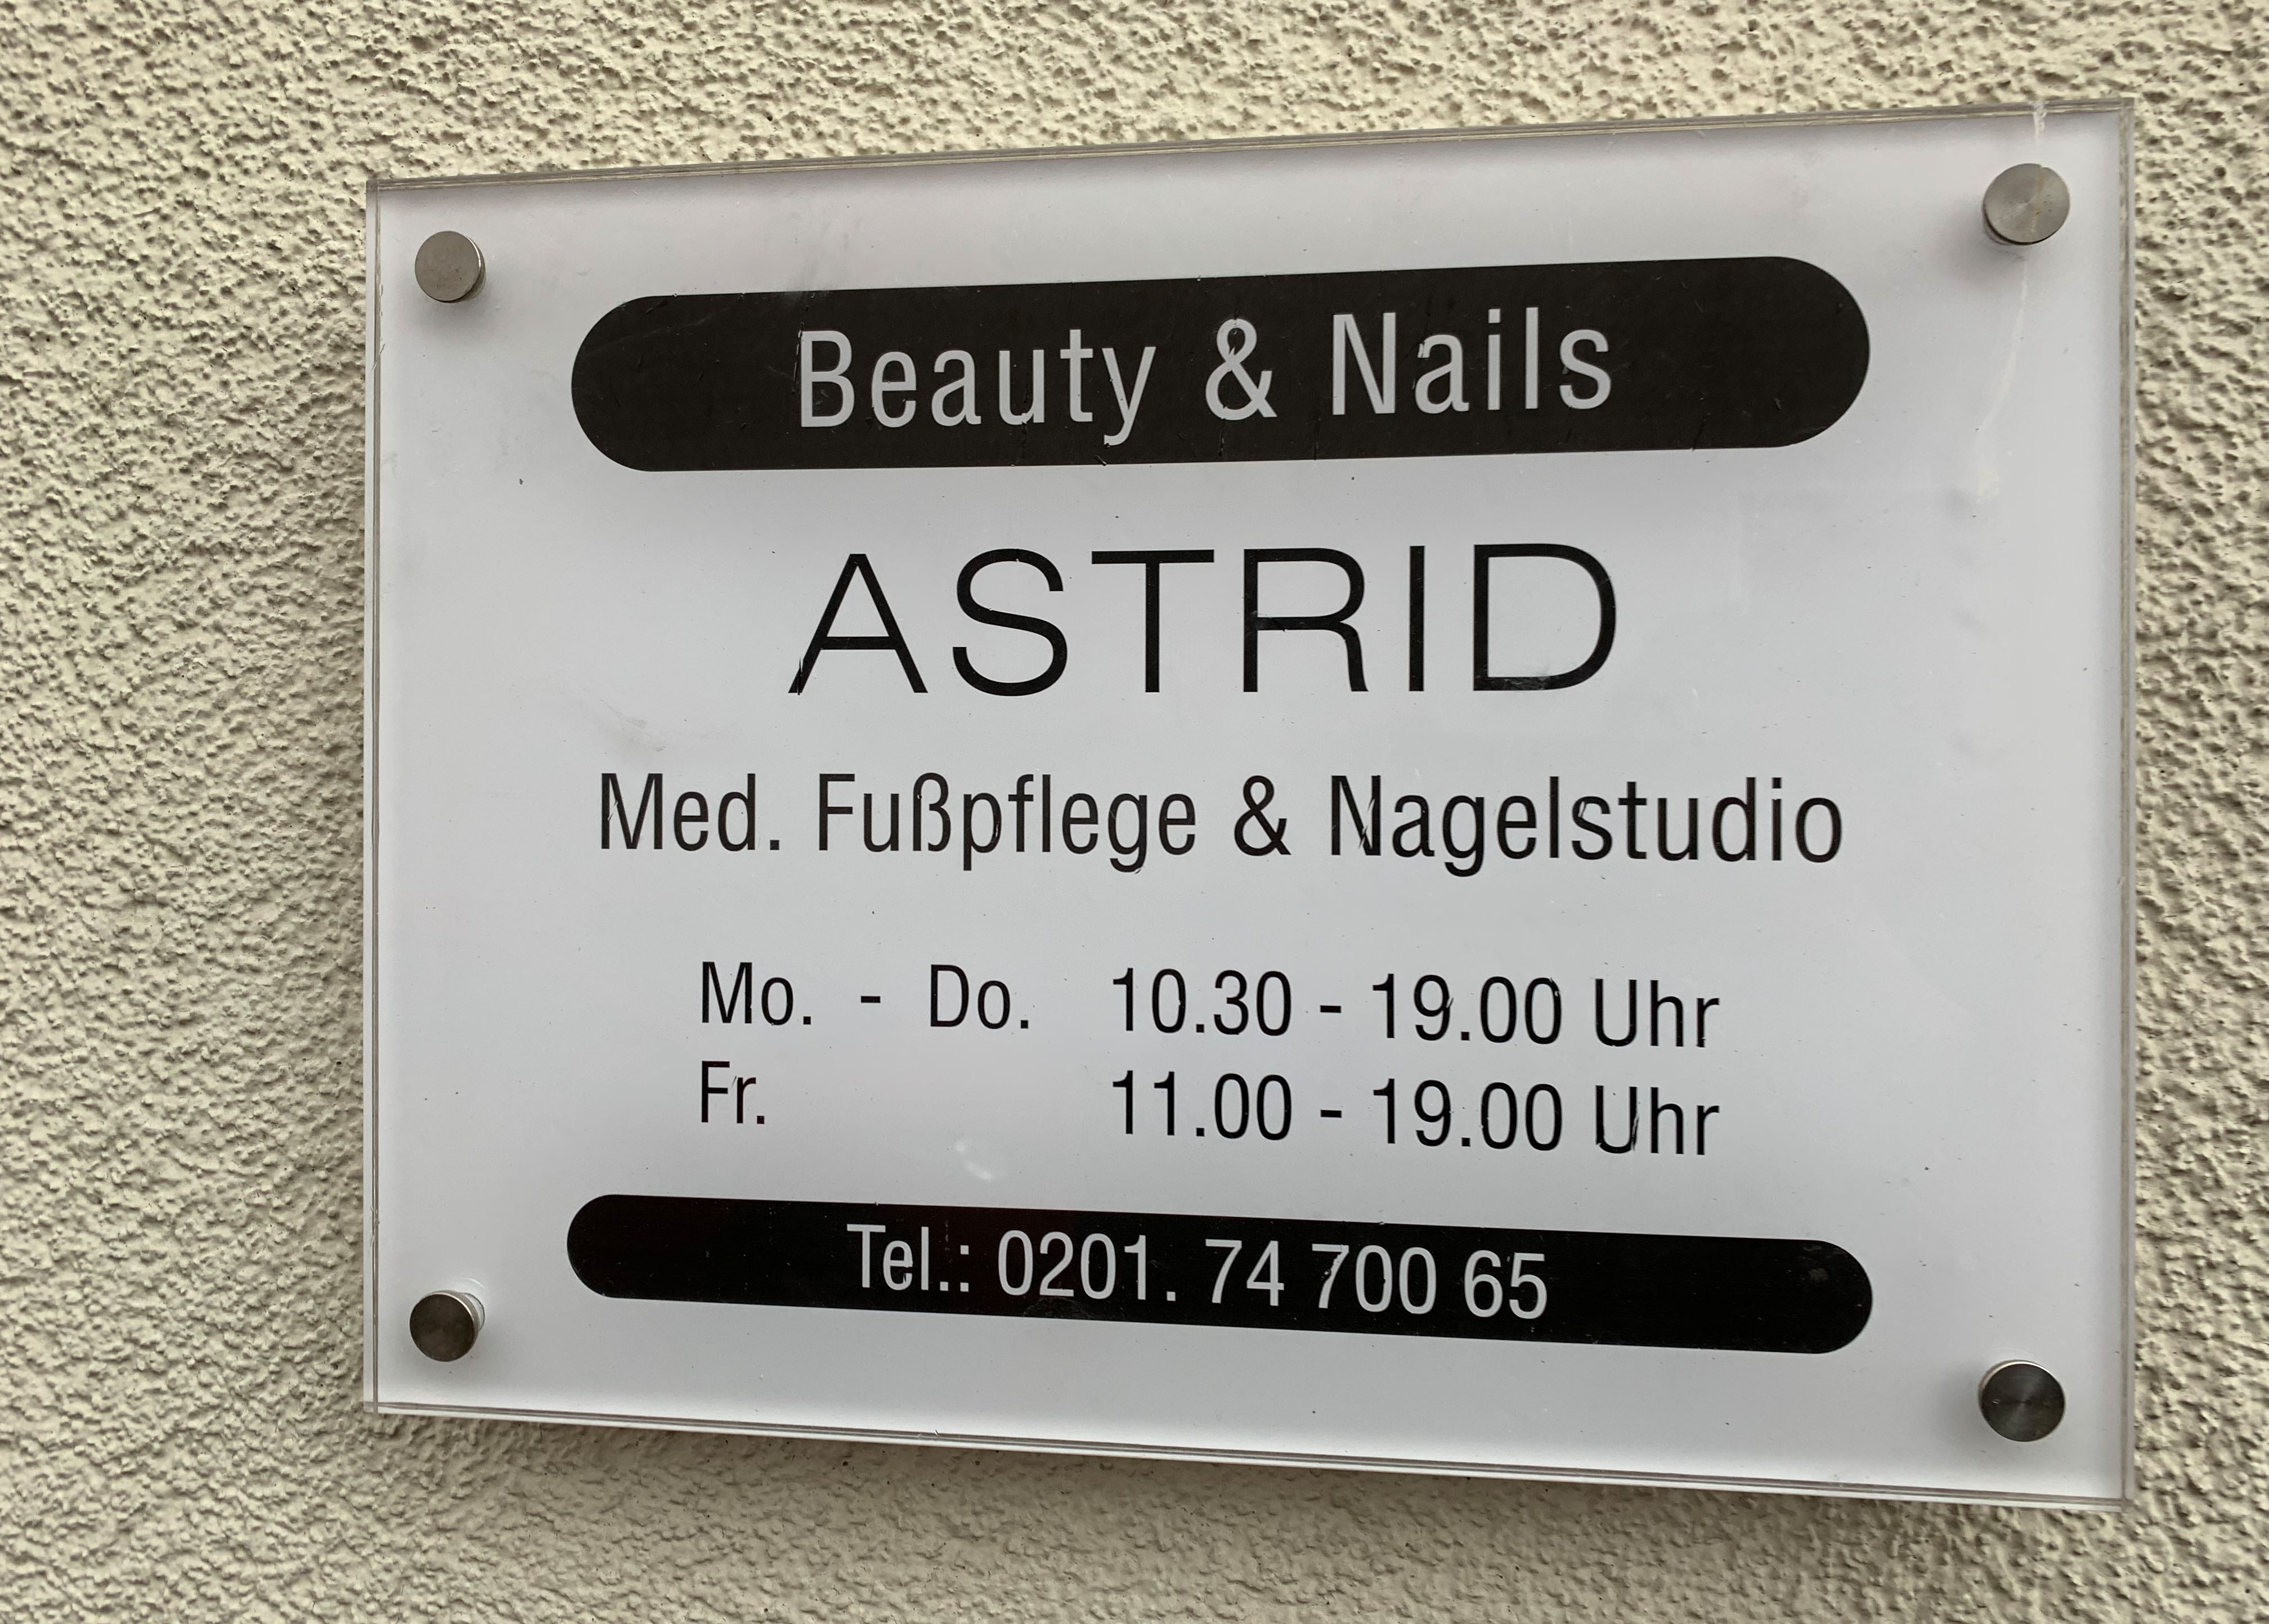 Beauty & Nails
ASTRID
Med. Fußpflege & Nagelstudio
Mo. - Do. 10.30 - 19.00 Uhr
Fr. 11.00 - 19.00 Uhr
Tel.: 0201. 74 700 65